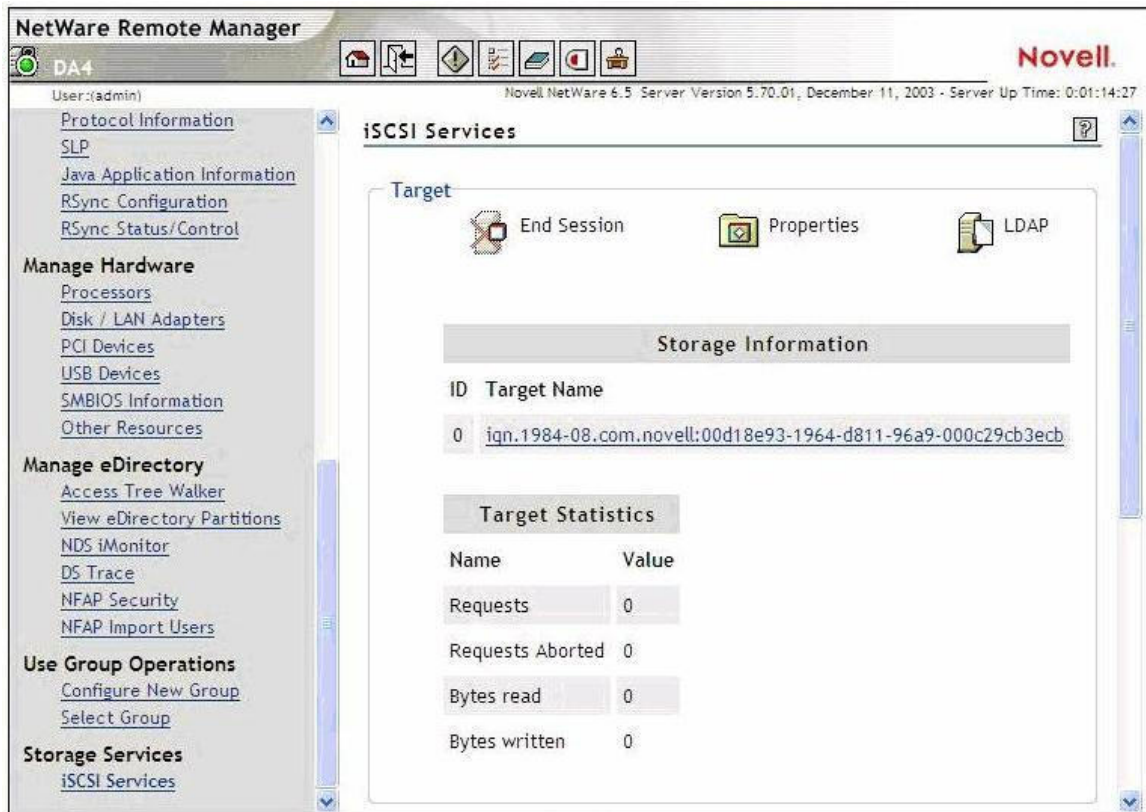 NetWare Remote Manager
DA4
Novell.
User:(admin)
Novell NetWare 6.5 Server Version 5.70.01, December 11, 2003 - Server Up Time: 0:01:14:27
Protocol Information
SLP
Java Application Information
RSync Configuration
RSync Status/Control
Manage Hardware
Processors
Disk / LAN Adapters
PCI Devices
USB Devices
SMBIOS Information
Other Resources
Manage eDirectory
Access Tree Walker
View eDirectory Partitions
NDS iMonitor
DS Trace
NFAP Security
NFAP Import Users
Use Group Operations
Configure New Group
Select Group
Storage Services
iSCSI Services
iSCSI Services
?
Target
End Session
Properties
LDAP
Storage Information
ID Target Name
0 iqn.1984-08.com.novell:00d18e93-1964-d811-96a9-000c29cb3ecb
Target Statistics
Name Value
Requests 0
Requests Aborted 0
Bytes read 0
Bytes written 0